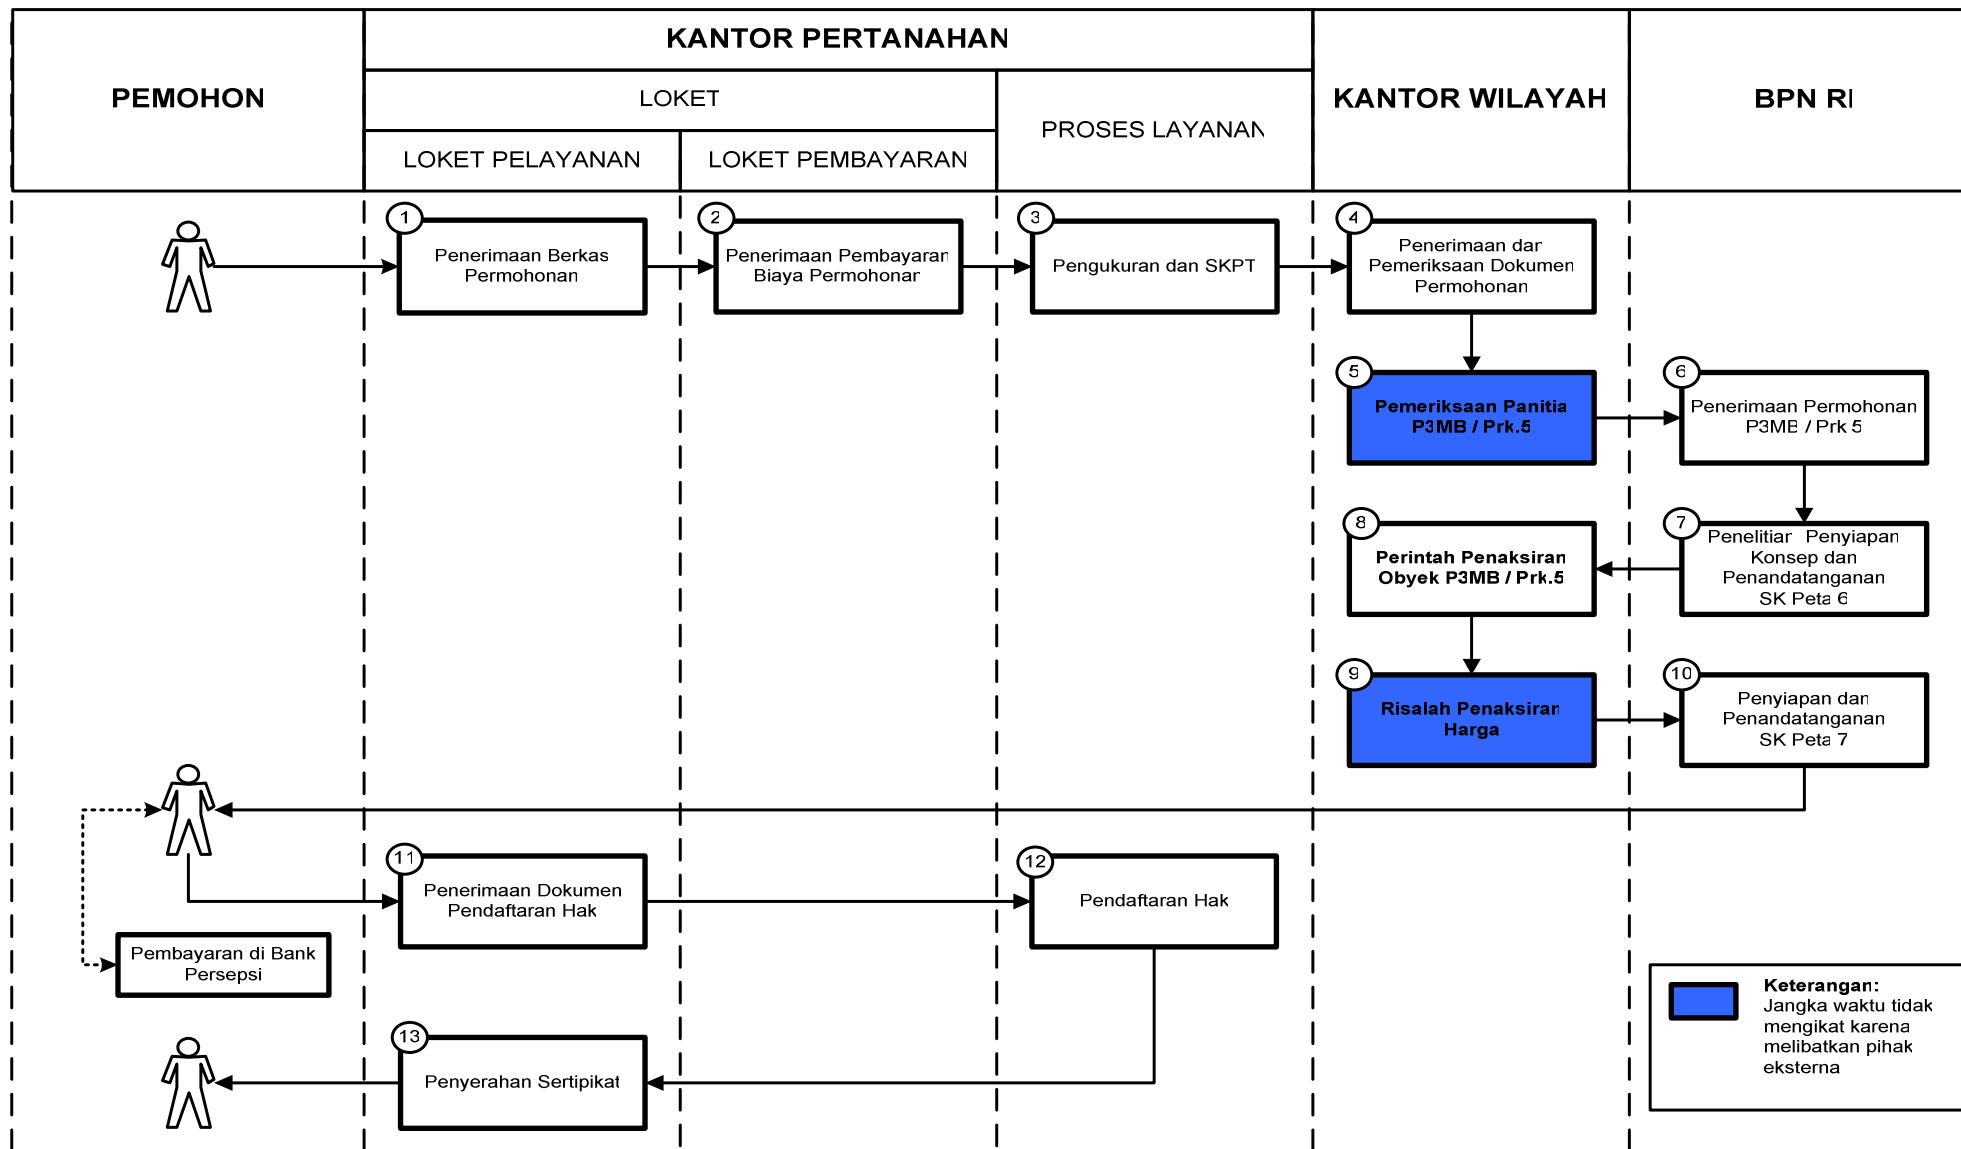 PEMOHON
KANTOR PERTANAHAN
KANTOR WILAYAH
BPN RI
LOKET
PROSES LAYANAN
LOKET PELAYANAN
LOKET PEMBAYARAN
1
Penerimaan Berkas
Permohonan
2
Penerimaan Pembayaran
Biaya Permohonan
3
Pengukuran dan SKPT
4
Penerimaan dan
Pemeriksaan Dokumen
Permohonan
5
Pemeriksaan Panitia
P3MB / Prk.5
6
Penerimaan Permohonan
P3MB / Prk 5
8
Perintah Penaksiran
Obyek P3MB / Prk.5
7
Penelitian Penyiapan
Konsep dan
Penandatanganan
SK Peta 6
9
Risalah Penaksiran
Harga
10
Penyiapan dan
Penandatanganan
SK Peta 7
11
Penerimaan Dokumen
Pendaftaran Hak
12
Pendaftaran Hak
Pembayaran di Bank
Persepsi
13
Penyerahan Sertipikat
Keterangan:
Jangka waktu tidak
mengikat karena
melibatkan pihak
eksterna